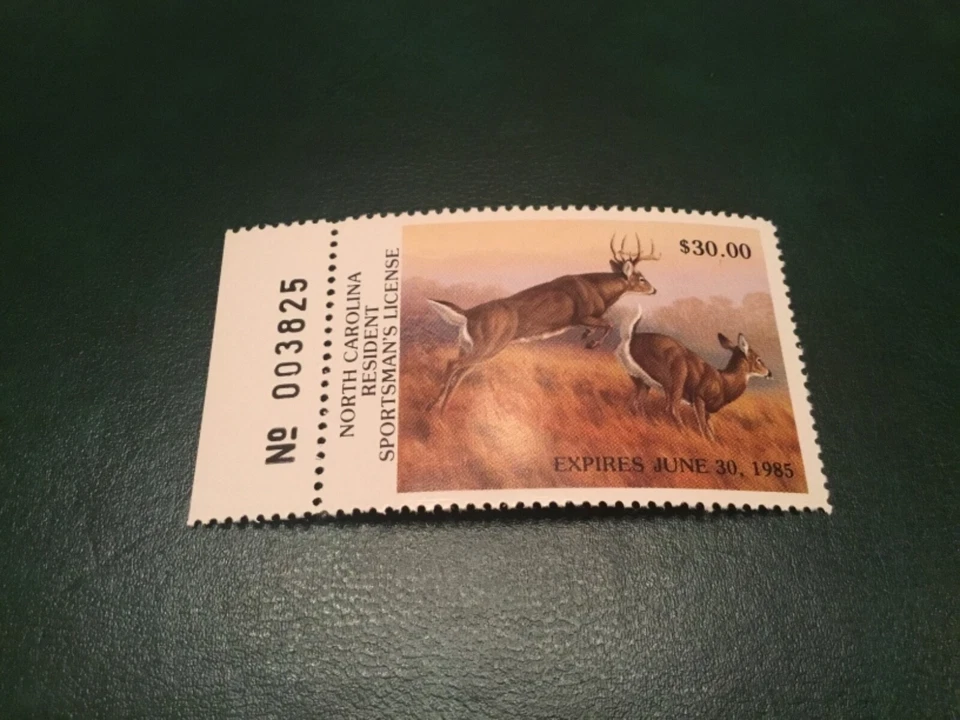 Nº 003825
NORTH CAROLINA
RESIDENT
SPORTSMAN'S LICENSE
$30.00
EXPIRES JUNE 30, 1985